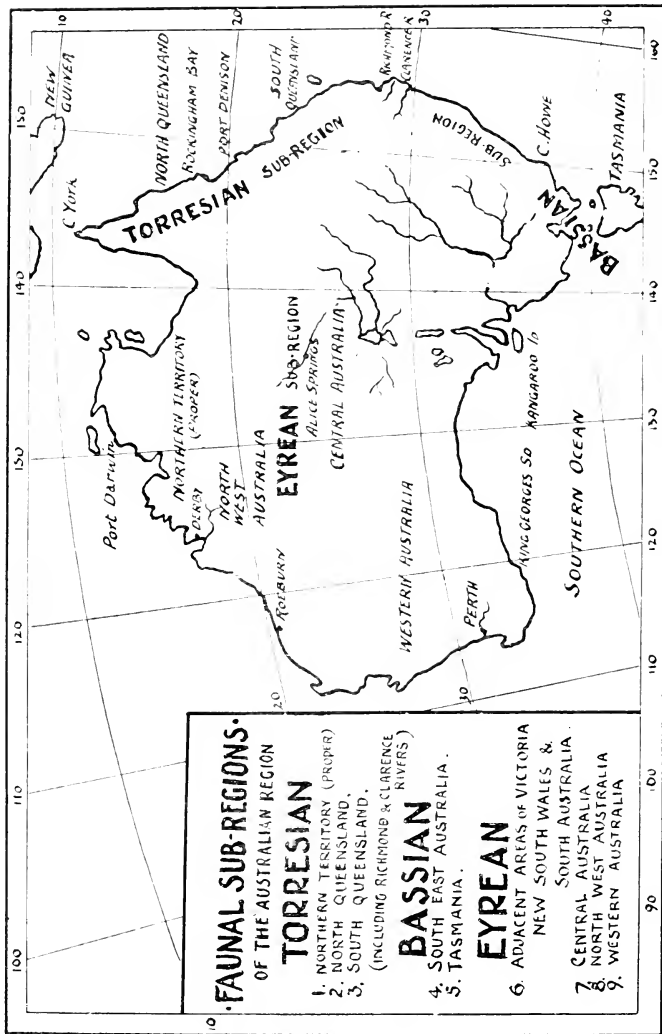 ·FAUNAL SUB-REGIONS·
OF THE AUSTRALIAN REGION
TORRESIAN
1. NORTHERN TERRITORY (PROPER)
2. NORTH QUEENSLAND.
3. SOUTH QUEENSLAND.
(INCLUDING RICHMOND & CLARENCE RIVERS)
BASSIAN
4. SOUTH EAST AUSTRALIA.
5. TASMANIA.
EYREAN
6. ADJACENT AREAS OF VICTORIA
NEW SOUTH WALES &
SOUTH AUSTRALIA.
7. CENTRAL AUSTRALIA
8. NORTH WEST AUSTRALIA
9. WESTERN AUSTRALIA
100
110
120
130
140
150
10
NEW
GUINEA
C YORK
Port Darwin
NORTHERN TERRITORY
(PROPER)
DERBY
NORTH QUEENSLAND
ROCKINGHAM BAY
PORT DENISON
20
TORRESIAN SUB-REGION
NORTH
WEST
AUSTRALIA
ROEBURN
20
SOUTH
QUEENSLAND
EYREAN SUB-REGION
ALICE SPRINGS
CENTRAL AUSTRALIA
30
RICHMOND R
CLARENCE R
WESTERN AUSTRALIA
PERTH
30
SUB-REGION
BASSIAN
C. HOWE
KING GEORGES SD
KANGAROO ID
TASMANIA
SOUTHERN OCEAN
10
90
100
110
120
130
140
40
160